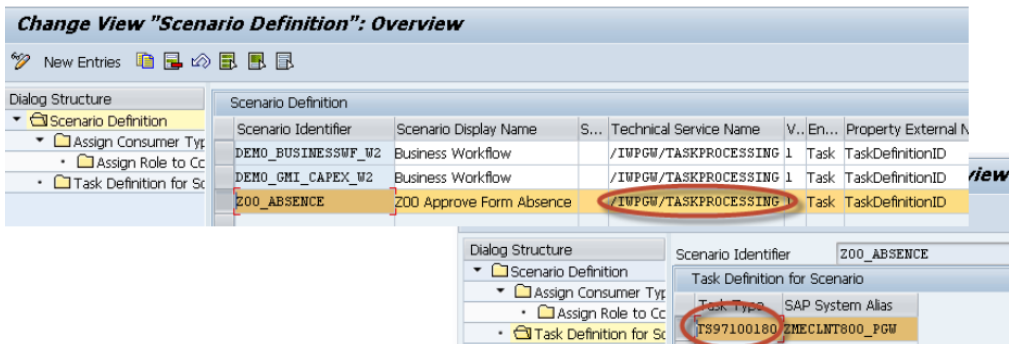 Change View "Scenario Definition": Overview
New Entries
Dialog Structure
Scenario Definition
Assign Consumer Typ
Assign Role to Cc
Task Definition for Sc
Scenario Definition
Scenario Identifier Scenario Display Name S... Technical Service Name V.. En... Property External N
DEMO_BUSINESSWF_W2 Business Workflow /IWPGW/TASKPROCESSING 1 Task TaskDefinitionID
DEMO_GMI_CAPEX_W2 Business Workflow /IWPGW/TASKPROCESSING 1 Task TaskDefinitionID
Z00_ABSENCE Z00 Approve Form Absence /IWPGW/TASKPROCESSING 1 Task TaskDefinitionID
view
Dialog Structure
Scenario Definition
Assign Consumer Typ
Assign Role to Cc
Task Definition for Sc
Scenario Identifier Z00_ABSENCE
Task Definition for Scenario
Task Type SAP System Alias
TS97100180 ZMECLNT800_PGW